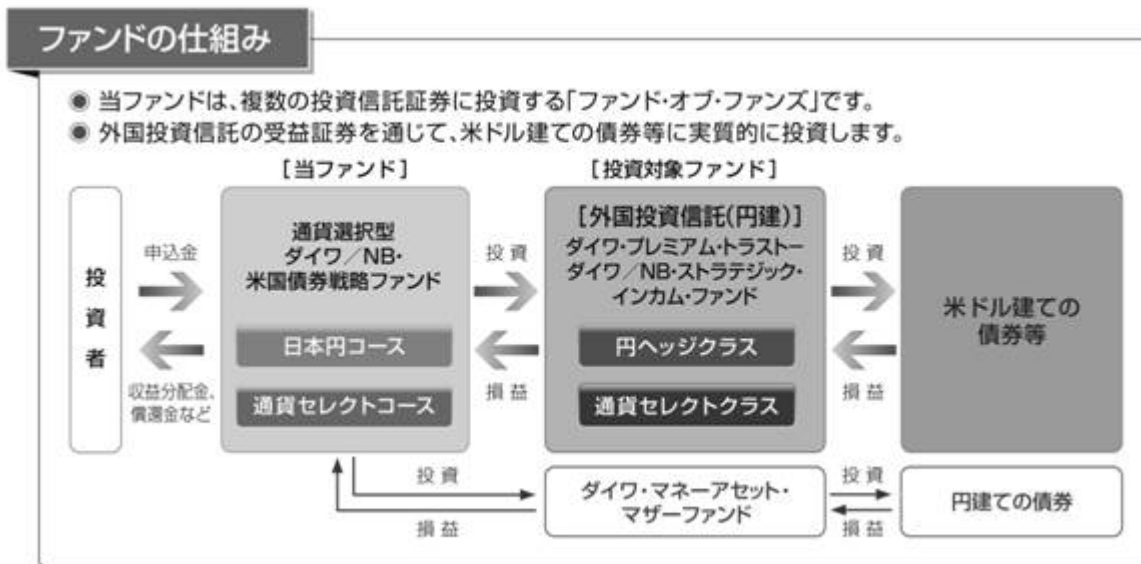 ファンドの仕組み
◉ 当ファンドは、複数の投資信託証券に投資する「ファンド・オブ・ファンズ」です。
◉ 外国投資信託の受益証券を通じて、米ドル建ての債券等に実質的に投資します。
[当ファンド]
[投資対象ファンド]
投資者
申込金
収益分配金、
償還金など
通貨選択型
ダイワ/NB・
米国債券戦略ファンド
日本円コース
通貨セレクトコース
投資
損益
[外国投資信託(円建)]
ダイワ・プレミアム・トラストー
ダイワ/NB・ストラテジック・
インカム・ファンド
円ヘッジクラス
通貨セレクトクラス
投資
損益
米ドル建ての
債券等
投資
損益
ダイワ・マネーアセット・
マザーファンド
投資
損益
円建ての債券